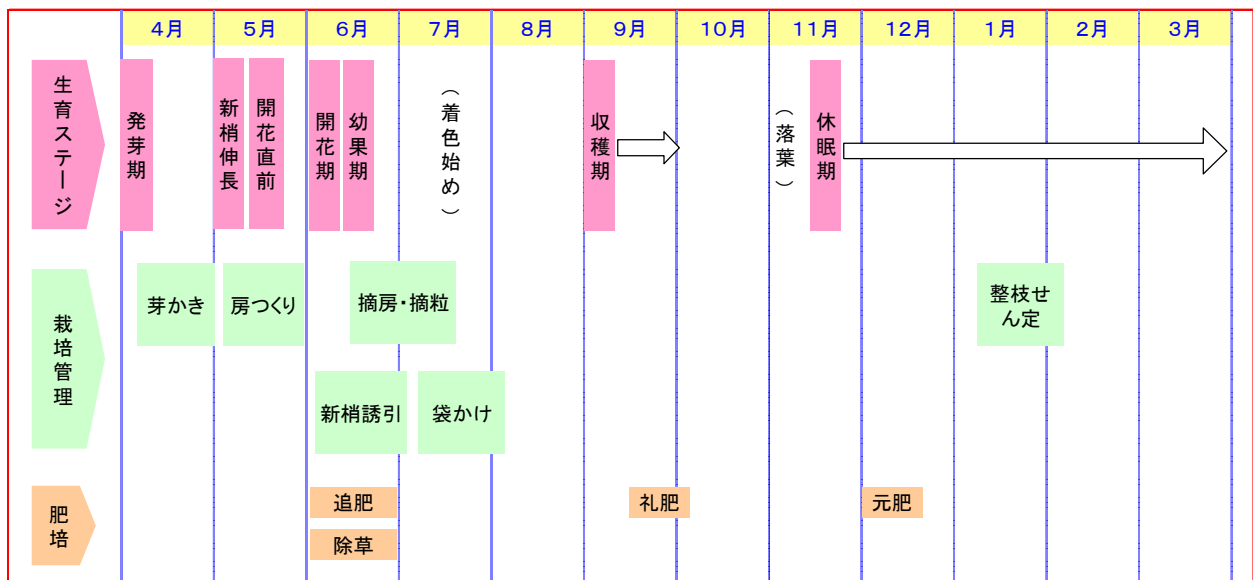 ４月 ５月 ６月 ７月 ８月 ９月 １０月 １１月 １２月 １月 ２月 ３月
生育ステージ
発芽期
新梢伸長
開花直前
開花期
幼果期
（着色始め）
収穫期
（落葉）
休眠期
栽培管理
芽かき
房つくり
摘房・摘粒
整枝せ
ん定
新梢誘引
袋かけ
肥培
追肥
礼肥
元肥
除草